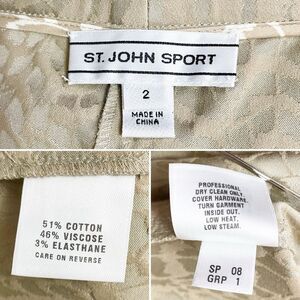 ST. JOHN SPORT
2
MADE IN
CHINA
51% COTTON
46% VISCOSE
3% ELASTHANE
CARE ON REVERSE
PROFESSIONAL
DRY CLEAN ONLY.
COVER HARDWARE.
TURN GARMENT
INSIDE OUT.
LOW HEAT.
LOW STEAM.
SP 08
GRP 1